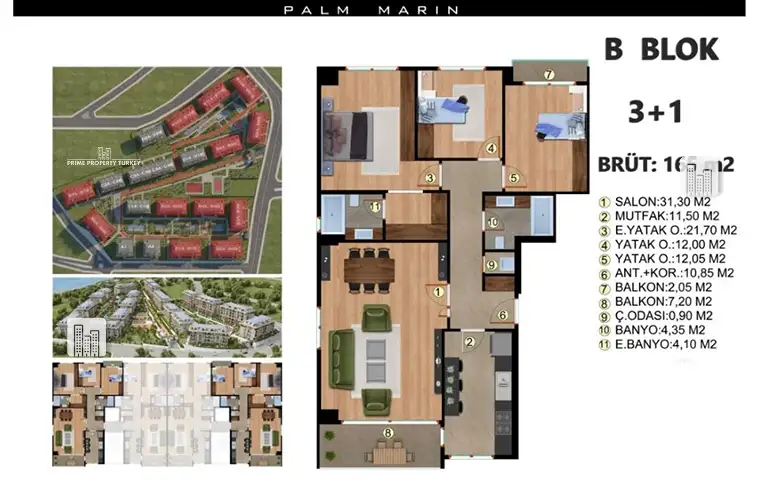 PALM MARIN
B BLOK
3+1
BRÜT: m2
PRIME PROPERTY TURKEY
1 SALON:31,30 M2
2 MUTFAK:11,50 M2
3 E.YATAK O.:21,70 M2
4 YATAK O.:12,00 M2
5 YATAK O.:12,05 M2
6 ANT.+KOR.:10,85 M2
7 BALKON:2,05 M2
8 BALKON:7,20 M2
9 Ç.ODASI:0,90 M2
10 BANYO:4,35 M2
11 E.BANYO:4,10 M2
7
4
3
5
11
10
9
1
6
2
8